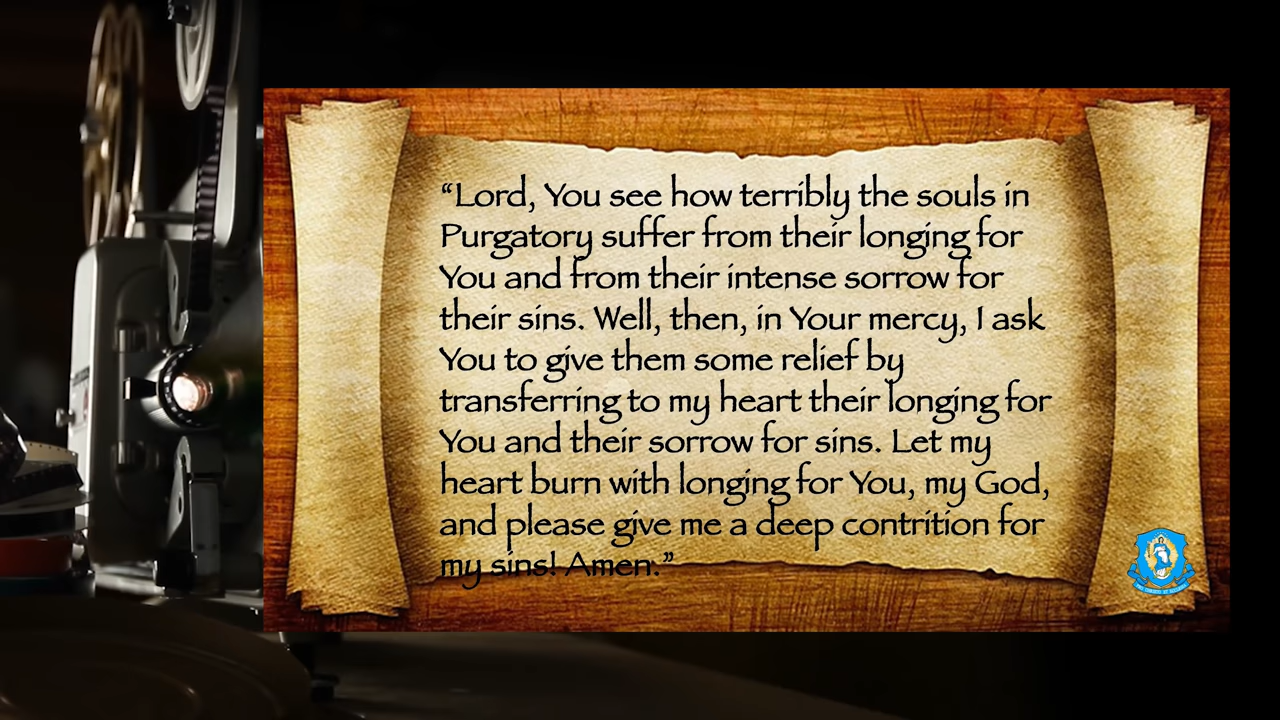 “Lord, You see how terribly the souls in
Purgatory suffer from their longing for
You and from their intense sorrow for
their sins. Well, then, in Your mercy, I ask
You to give them some relief by
transferring to my heart their longing for
You and their sorrow for sins. Let my
heart burn with longing for You, my God,
and please give me a deep contrition for
my sins! Amen.”